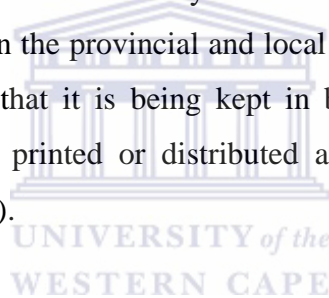 n the provincial and local
that it is being kept in b
printed or distributed a
).
UNIVERSITY of the
WESTERN CAPE